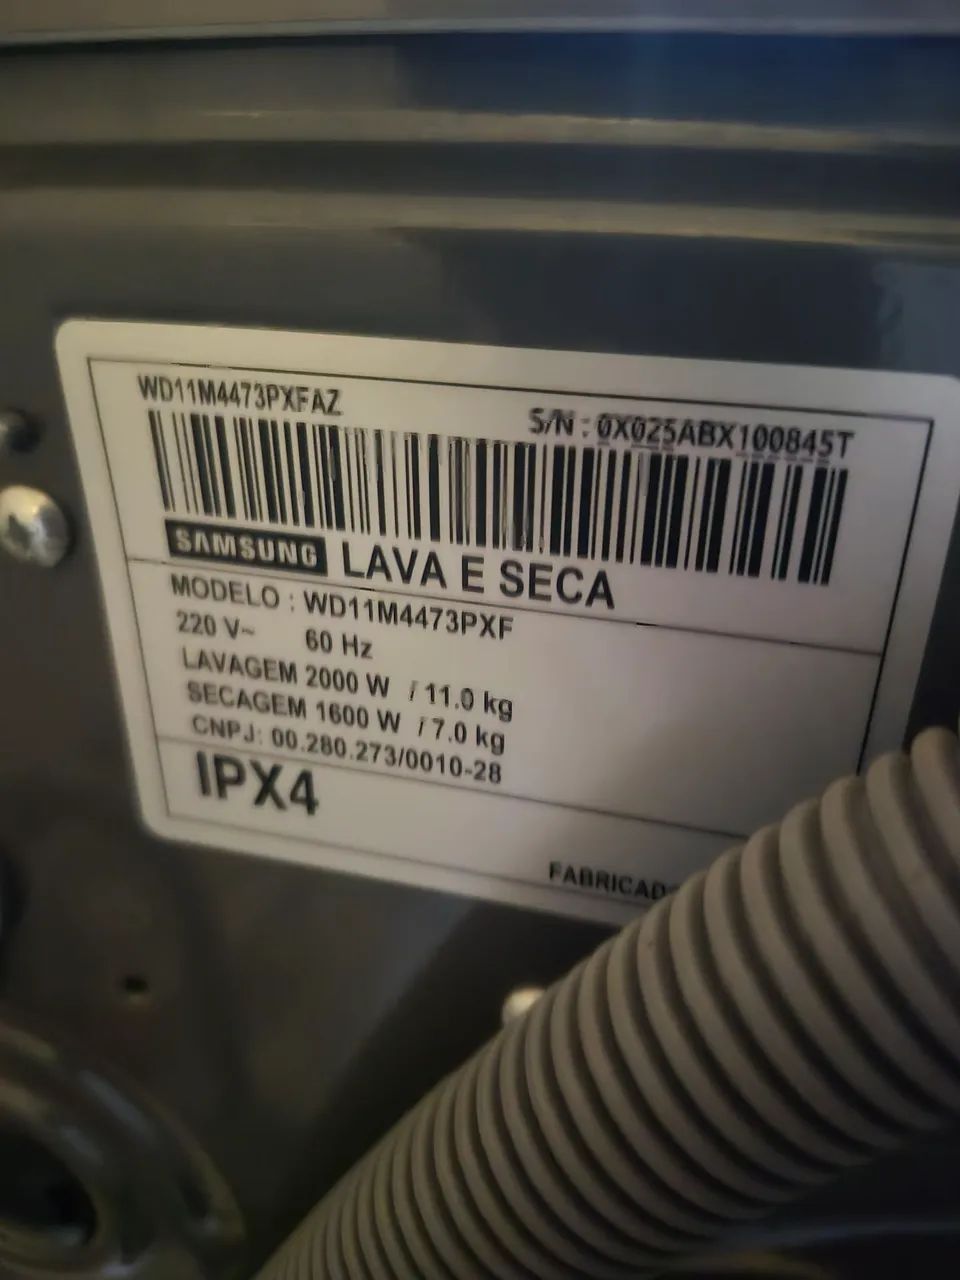 WD11M4473PXFAZ
S/N : 0X025ABX100845T
SAMSUNG LAVA E SECA
MODELO : WD11M4473PXF
220 V~ 60 Hz
LAVAGEM 2000 W / 11.0 kg
SECAGEM 1600 W / 7.0 kg
CNPJ: 00.280.273/0010-28
IPX4